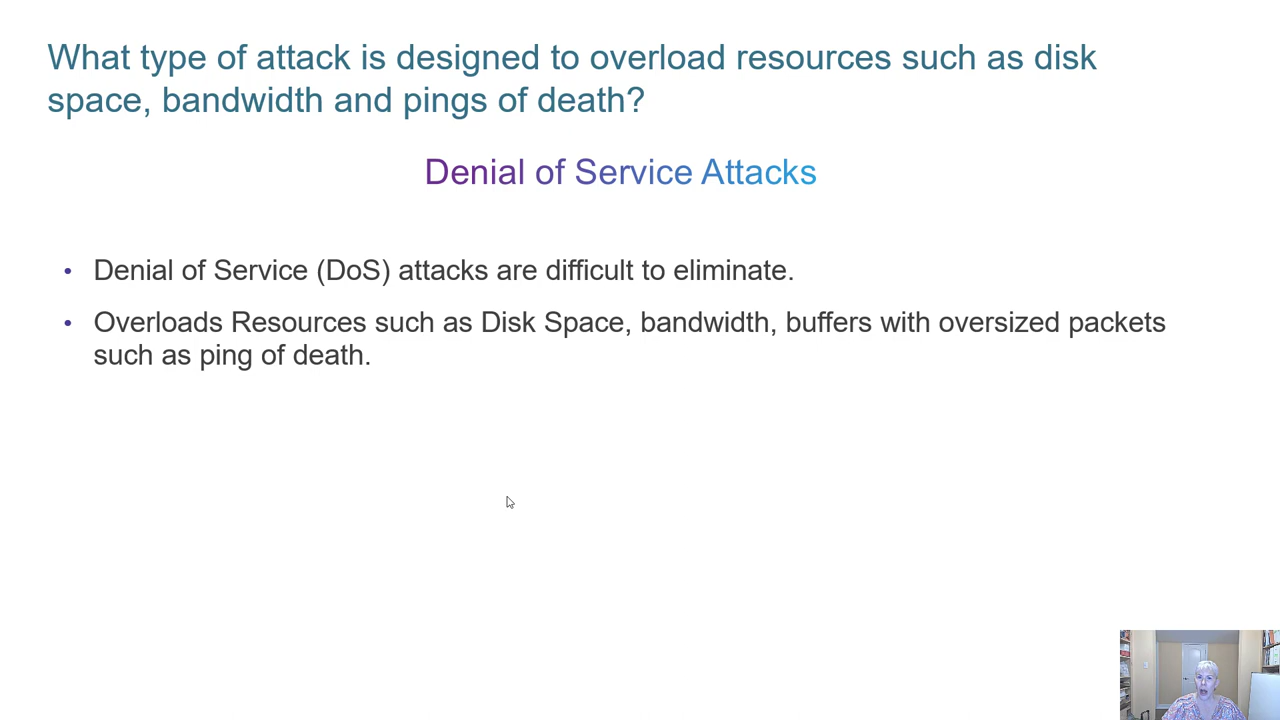 What type of attack is designed to overload resources such as disk
space, bandwidth and pings of death?
Denial of Service Attacks
• Denial of Service (DoS) attacks are difficult to eliminate.
• Overloads Resources such as Disk Space, bandwidth, buffers with oversized packets
such as ping of death.